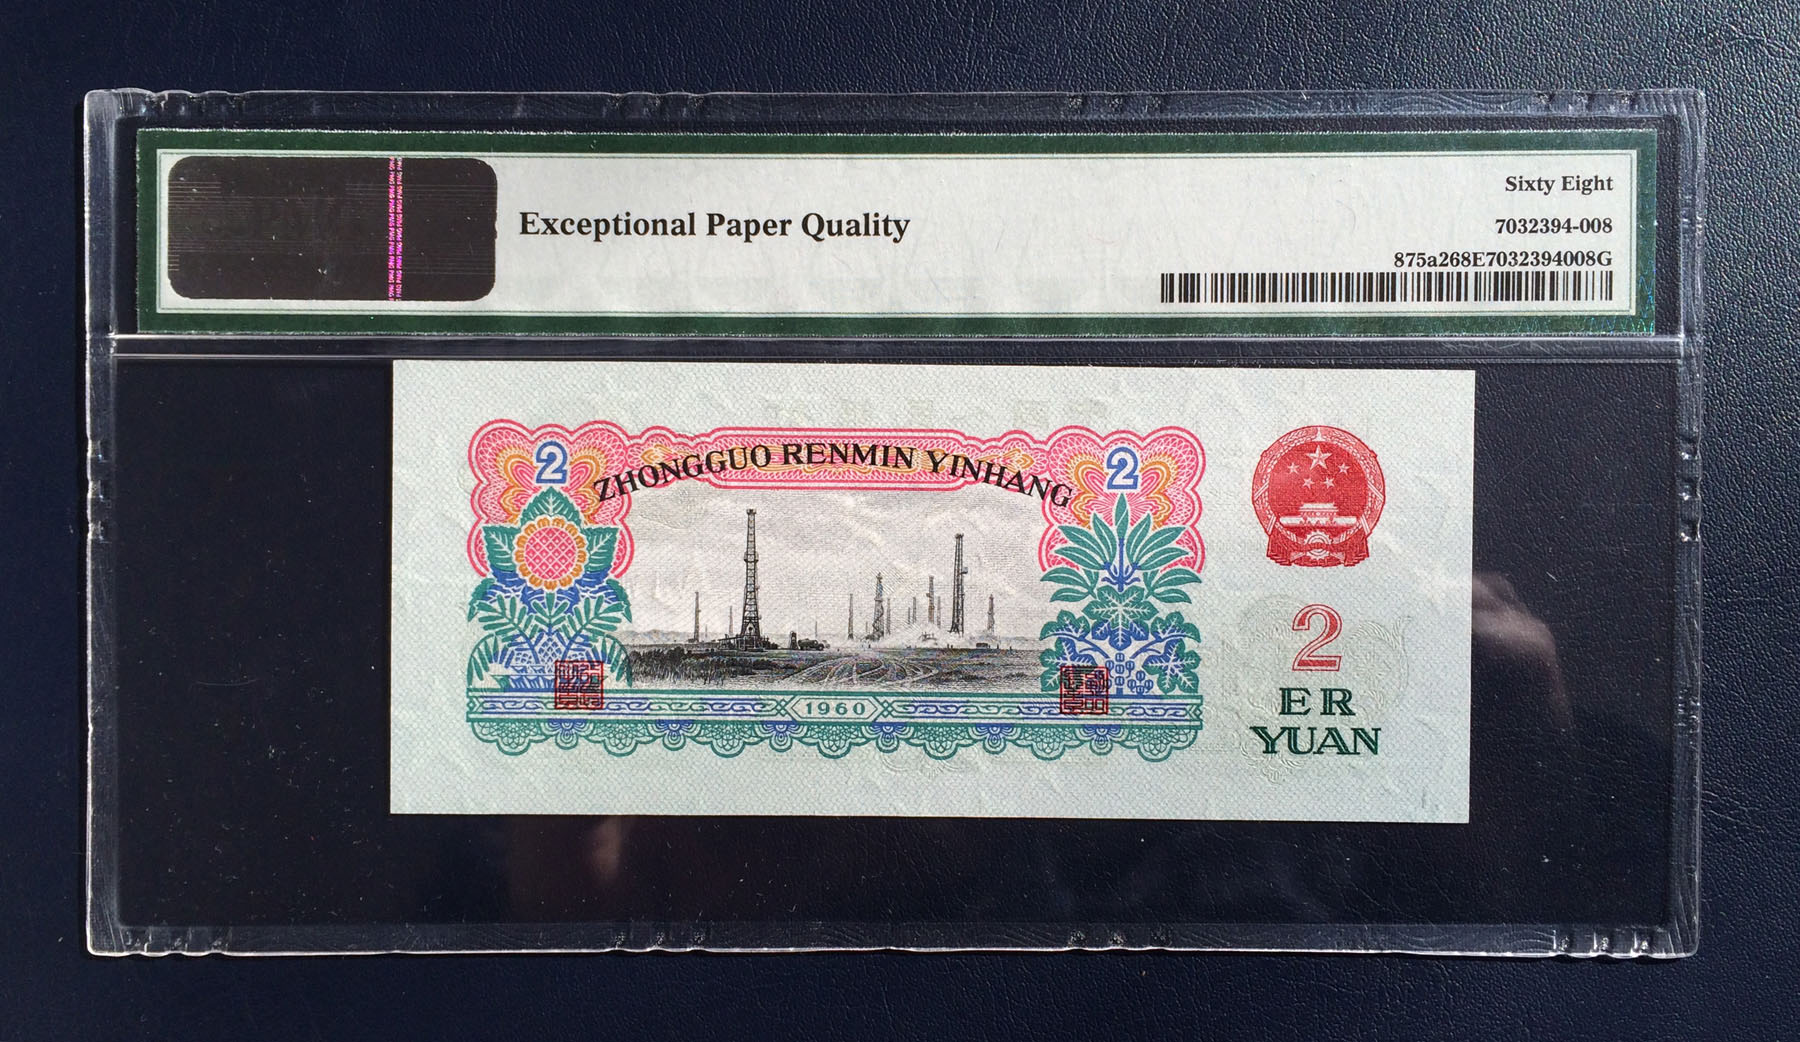 Exceptional Paper Quality
Sixty Eight
7032394-008
875a268E7032394008G
2
ZHONGGUO RENMIN YINHANG
2
1960
2
ER
YUAN